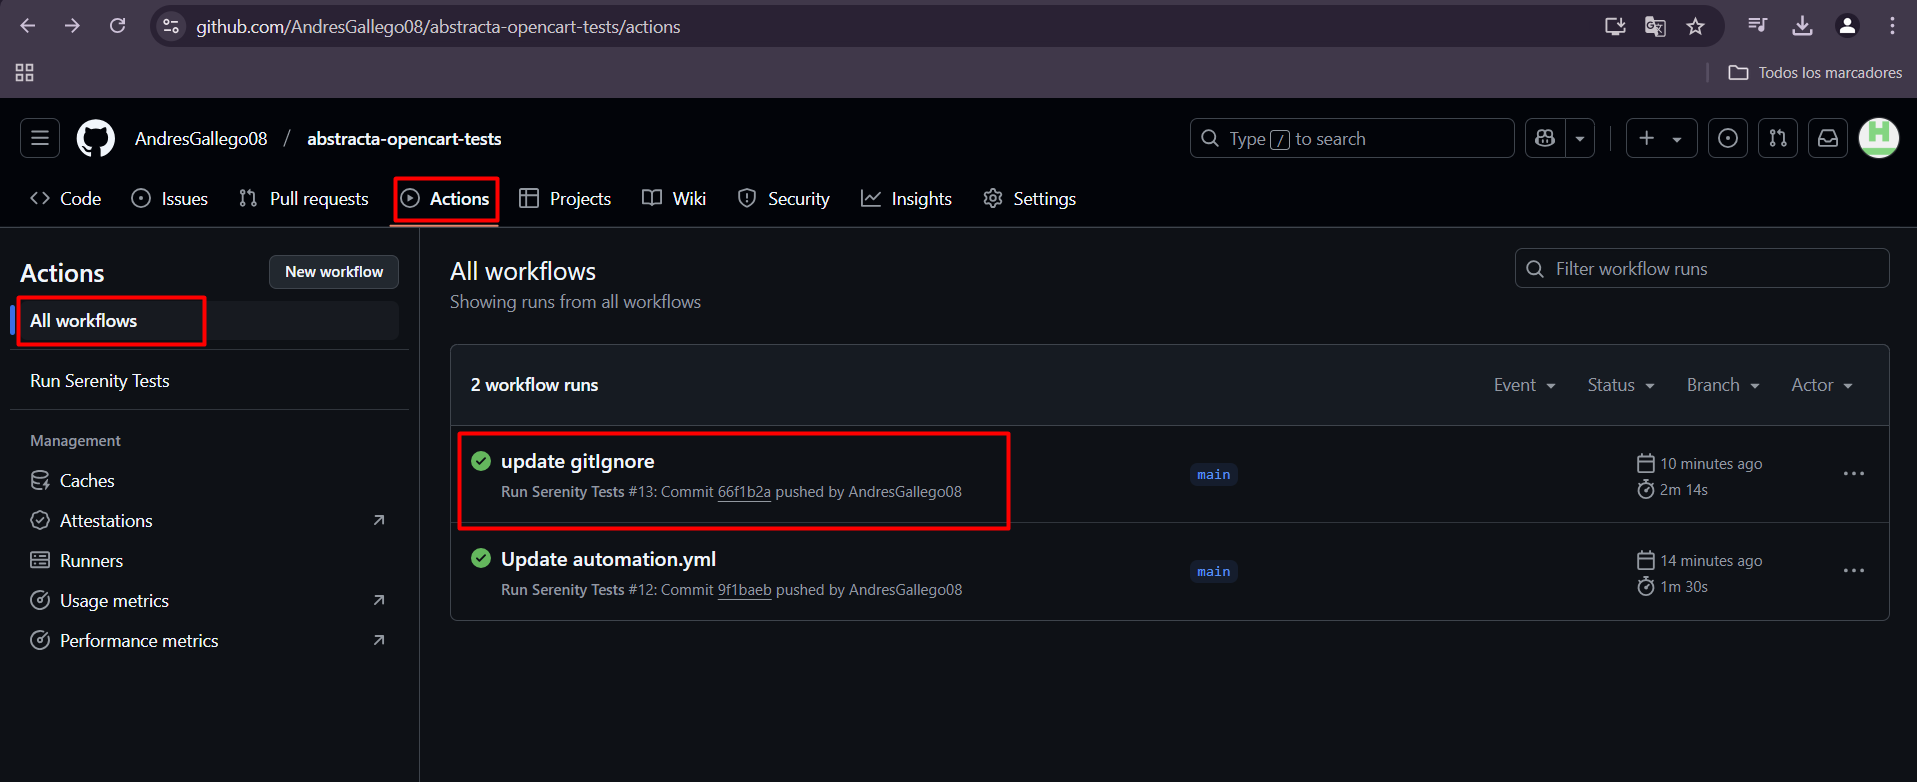 github.com/AndresGallego08/abstracta-opencart-tests/actions
Todos los marcadores
AndresGallego08 / abstracta-opencart-tests
Type / to search
Code
Issues
Pull requests
Actions
Projects
Wiki
Security
Insights
Settings
Actions
New workflow
All workflows
Run Serenity Tests
Management
Caches
Attestations
Runners
Usage metrics
Performance metrics
All workflows
Showing runs from all workflows
Filter workflow runs
2 workflow runs
Event
Status
Branch
Actor
update gitIgnore
Run Serenity Tests #13: Commit 66f1b2a pushed by AndresGallego08
main
10 minutes ago
2m 14s
Update automation.yml
Run Serenity Tests #12: Commit 9f1baeb pushed by AndresGallego08
main
14 minutes ago
1m 30s